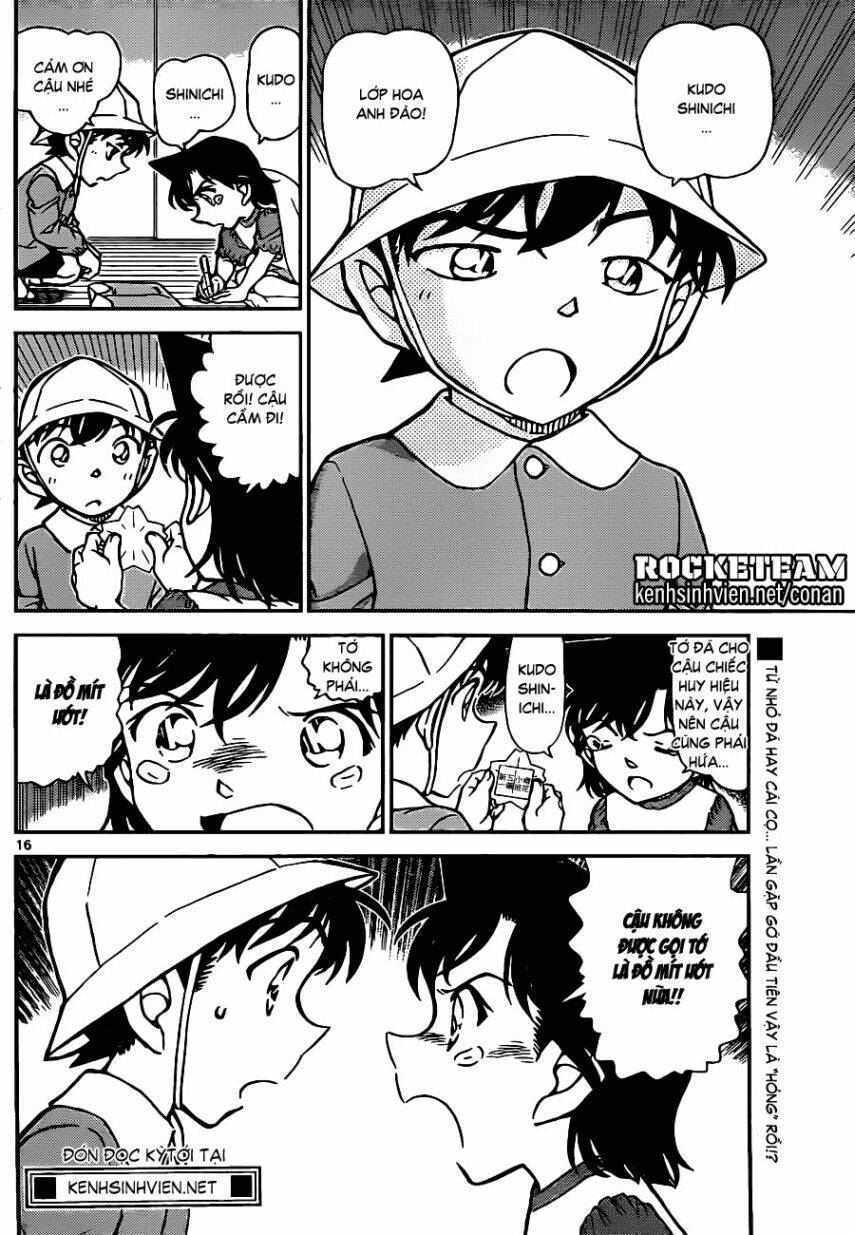 KUDO
SHINICHI
...
LỚP HOA
ANH ĐÀO!
KUDO
...
SHINICHI
...
CẢM ƠN
CẬU NHÉ
...
ĐƯỢC
RỒI! CẬU
CẦM ĐI!
ROCKETEAM
kenhsinhvien.net/conan
TỚ ĐÃ CHO
CẬU CHIẾC
HUY HIỆU
NÀY, VẬY
NÊN CẬU
CŨNG PHẢI
HỨA...
KUDO
SHIN-
ICHI...
TỚ
KHÔNG
PHẢI...
LÀ ĐỒ MÍT
ƯỚT!
16
CẬU KHÔNG
ĐƯỢC GỌI TỚ
LÀ ĐỒ MÍT ƯỚT
NỮA!!
TỪ NHỎ ĐÃ HAY CÃI CỌ... LẦN GẶP GỠ ĐẦU TIÊN VẬY LÀ "HỎNG" RỒI!?
ĐÓN ĐỌC KỲ TỚI TẠI
KENHSINHVIEN.NET